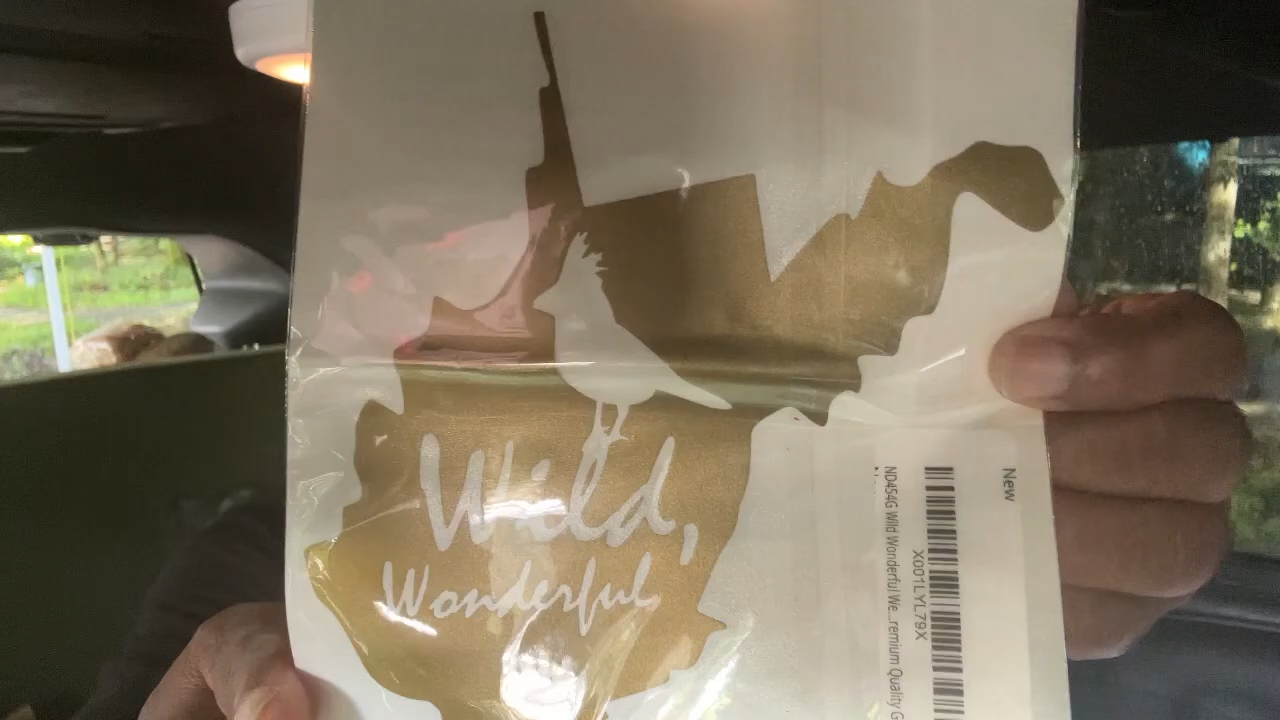 Wild,
Wonderful,
New
X001LYL79X
ND454G Wild Wonderful We...remium Quality G